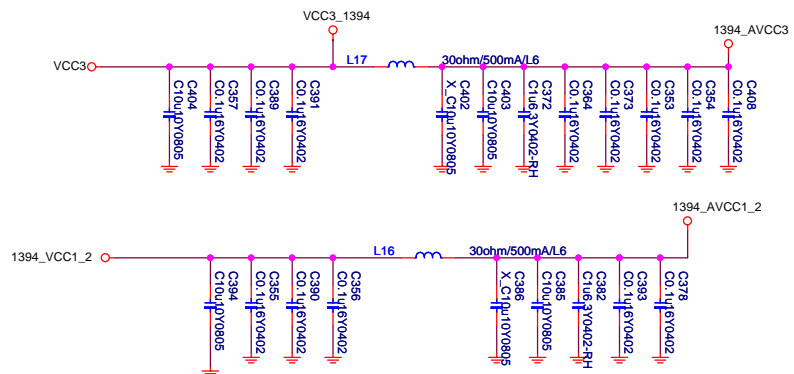 VCC3_1394
1394_AVCC3
VCC3
L17
30ohm/500mA/L6
C404
C10u10Y0805
C357
C0.1u16Y0402
C389
C0.1u16Y0402
C391
C0.1u16Y0402
C402
X_C10u10Y0805
C403
C10u10Y0805
C372
C1u6.3Y0402-RH
C364
C0.1u16Y0402
C373
C0.1u16Y0402
C353
C0.1u16Y0402
C354
C0.1u16Y0402
C408
C0.1u16Y0402
1394_AVCC1_2
1394_VCC1_2
L16
30ohm/500mA/L6
C394
C10u10Y0805
C355
C0.1u16Y0402
C390
C0.1u16Y0402
C356
C0.1u16Y0402
C386
X_C10u10Y0805
C385
C10u10Y0805
C382
C1u6.3Y0402-RH
C393
C0.1u16Y0402
C378
C0.1u16Y0402